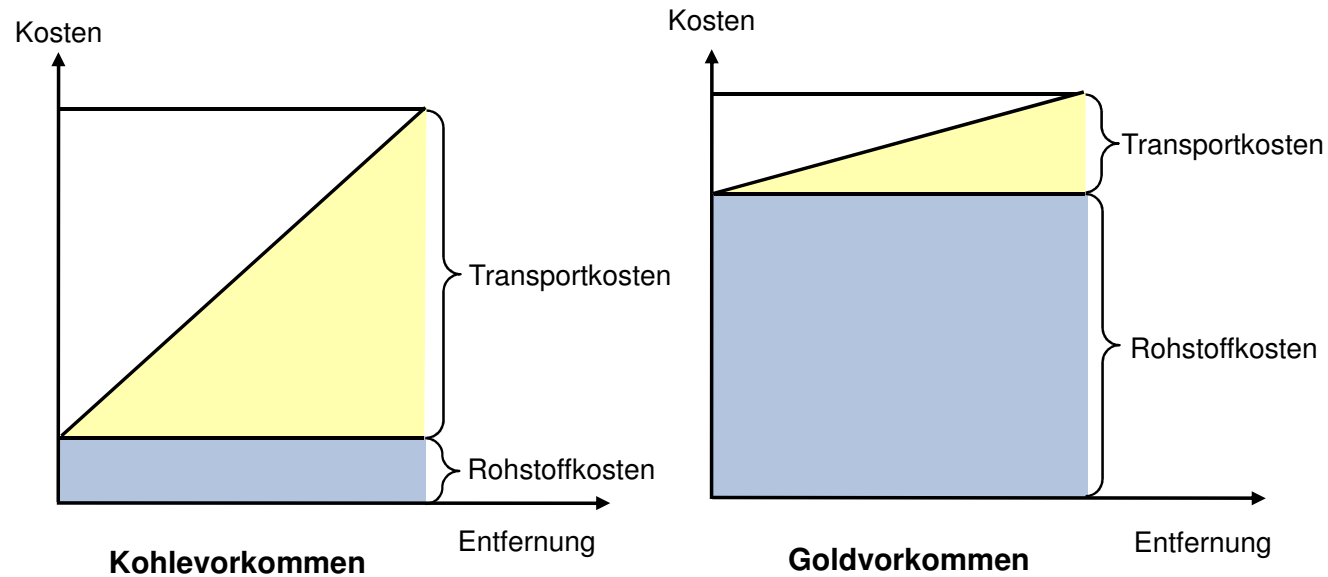 Kosten
Transportkosten
Rohstoffkosten
Entfernung
Kohlevorkommen
Kosten
Transportkosten
Rohstoffkosten
Entfernung
Goldvorkommen